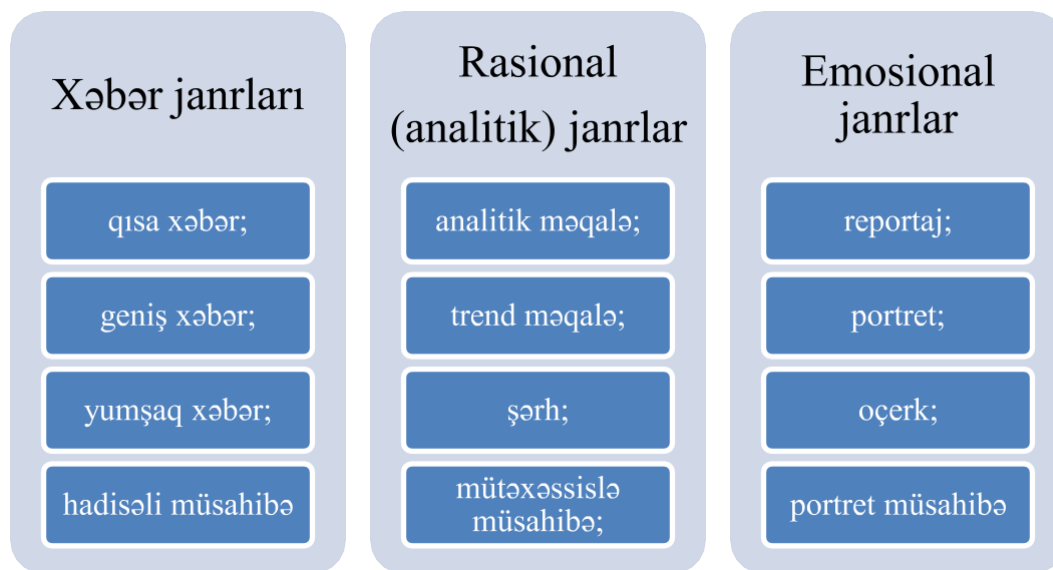 Xəbər janrları
qısa xəbər;
geniş xəbər;
yumşaq xəbər;
hadisəli müsahibə
Rasional
(analitik) janrlar
analitik məqalə;
trend məqalə;
şərh;
mütəxəssislə
müsahibə;
Emosional
janrlar
reportaj;
portret;
oçerk;
portret müsahibə